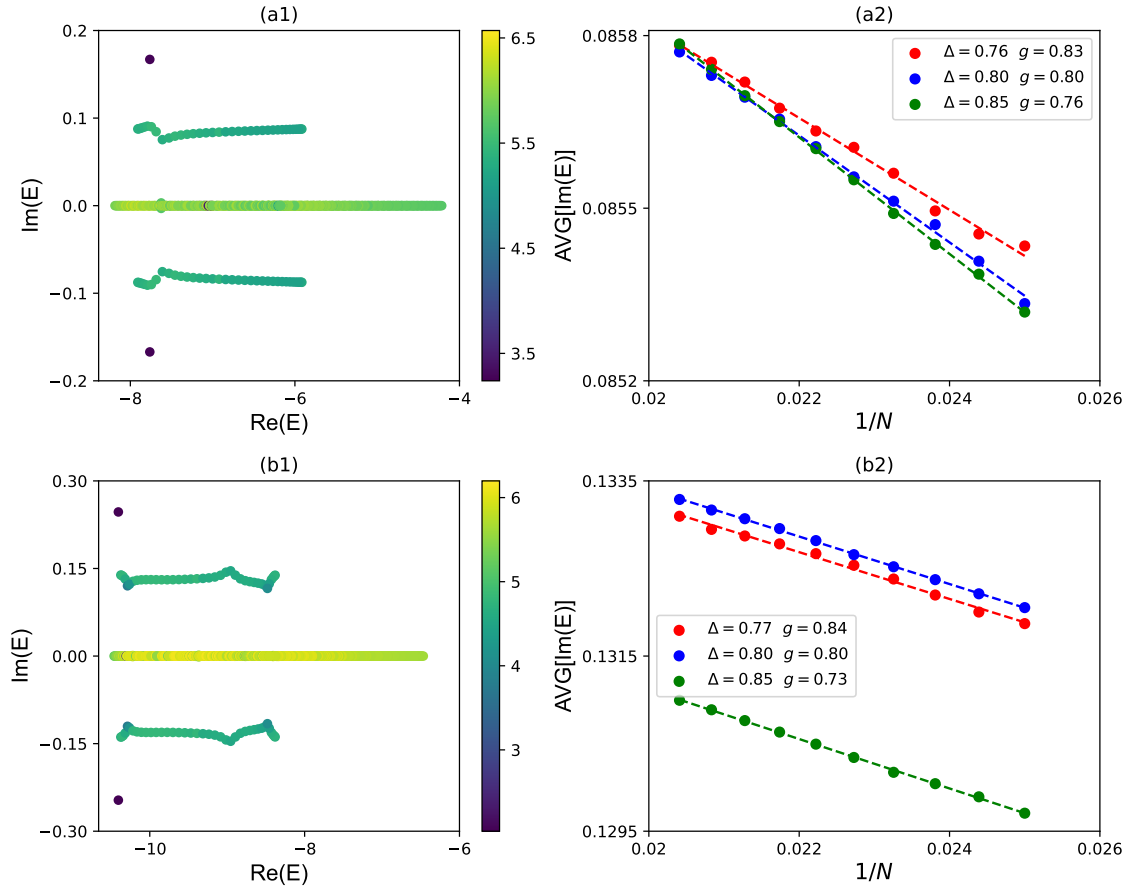 (a1)
0.2
0.1
0.0
−0.1
−0.2
Im(E)
−8
−6
−4
Re(E)
6.5
5.5
4.5
3.5
(a2)
0.0858
0.0855
0.0852
AVG[Im(E)]
Δ = 0.76 g = 0.83
Δ = 0.80 g = 0.80
Δ = 0.85 g = 0.76
0.02
0.022
0.024
0.026
1/N
(b1)
0.30
0.15
0.00
−0.15
−0.30
Im(E)
−10
−8
−6
Re(E)
6
5
4
3
(b2)
0.1335
0.1315
0.1295
AVG[Im(E)]
Δ = 0.77 g = 0.84
Δ = 0.80 g = 0.80
Δ = 0.85 g = 0.73
0.02
0.022
0.024
0.026
1/N